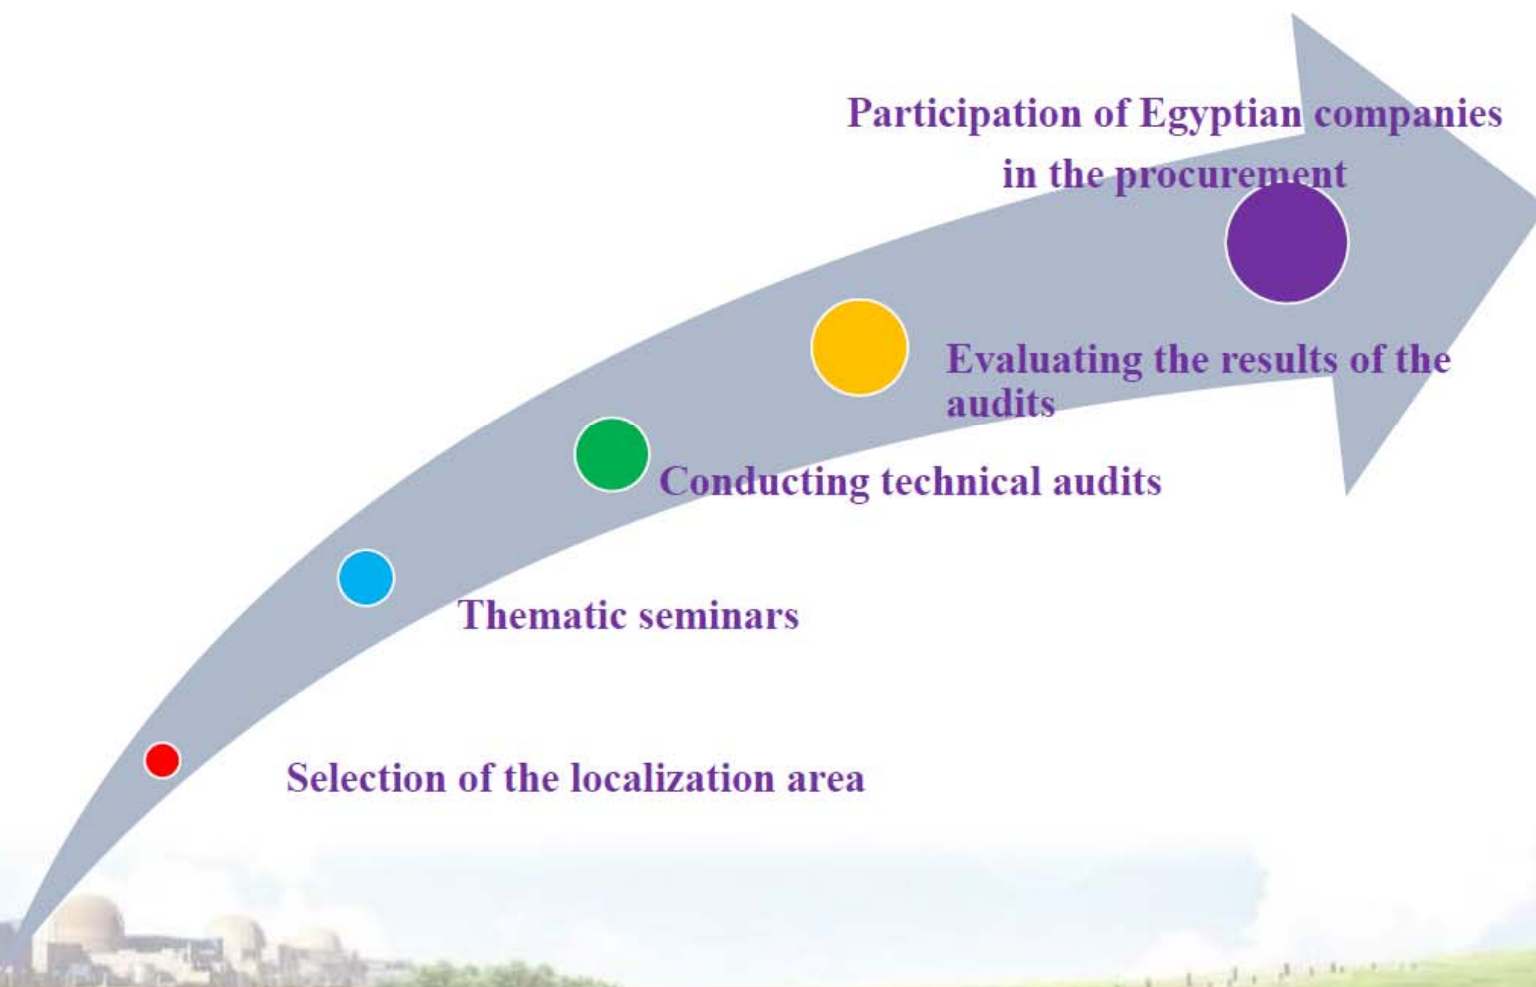 Participation of Egyptian companies
in the procurement
Evaluating the results of the
audits
Conducting technical audits
Thematic seminars
Selection of the localization area